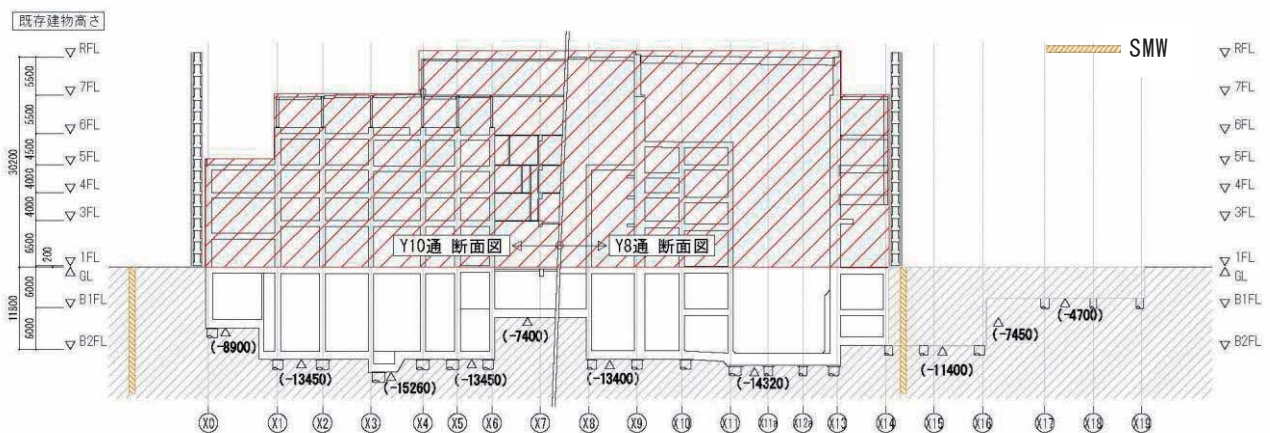 既存建物高さ
SMW
RFL
7FL
6FL
5FL
4FL
3FL
1FL
GL
B1FL
B2FL
5500
5500
4500
4000
4000
5500
200
6000
6000
30200
11800
RFL
7FL
6FL
5FL
4FL
3FL
1FL
GL
B1FL
B2FL
Y10通 断面図
Y8通 断面図
(-8900)
(-13450)
(-15260)
(-13450)
(-7400)
(-13400)
(-14320)
(-11400)
(-7450)
(-4700)
X0 X1 X2 X3 X4 X5 X6 X7 X8 X9 X10 X11 X11a X12a X13 X14 X15 X16 X17 X18 X19